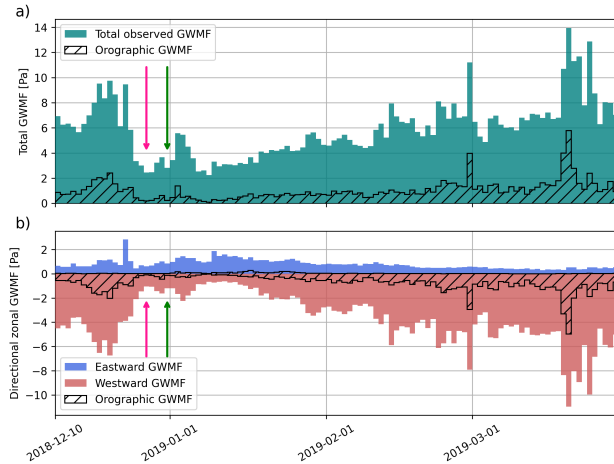 a)
Total observed GWMF
Orographic GWMF
Total GWMF [Pa]
14
12
10
8
6
4
2
0
b)
Directional zonal GWMF [Pa]
2
0
−2
−4
−6
−8
−10
Eastward GWMF
Westward GWMF
Orographic GWMF
2018-12-10
2019-01-01
2019-02-01
2019-03-01